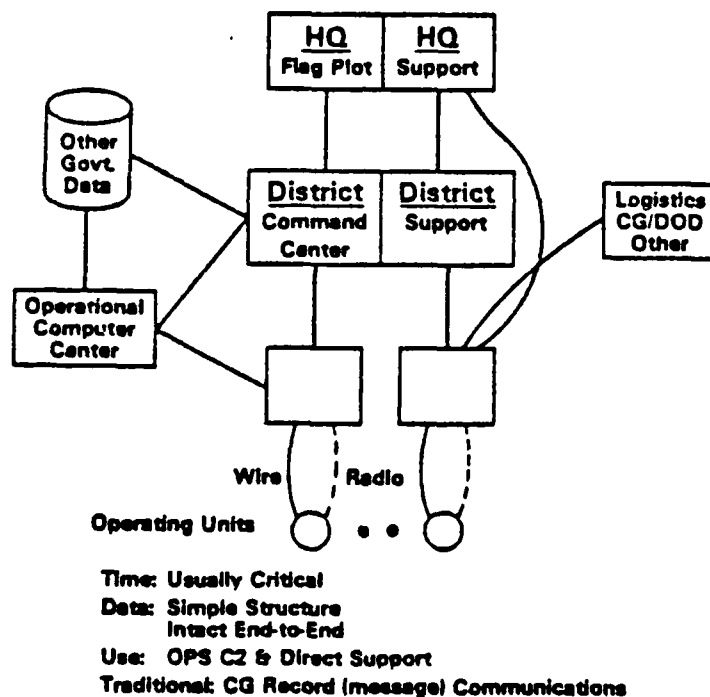 HQ
Flag Plot
HQ
Support
Other
Govt.
Data
District
Command
Center
District
Support
Logistics
CG/DOD
Other
Operational
Computer
Center
Wire
Radio
Operating Units
Time: Usually Critical
Data: Simple Structure
Intact End-to-End
Use: OPS C2 & Direct Support
Traditional: CG Record (message) Communications